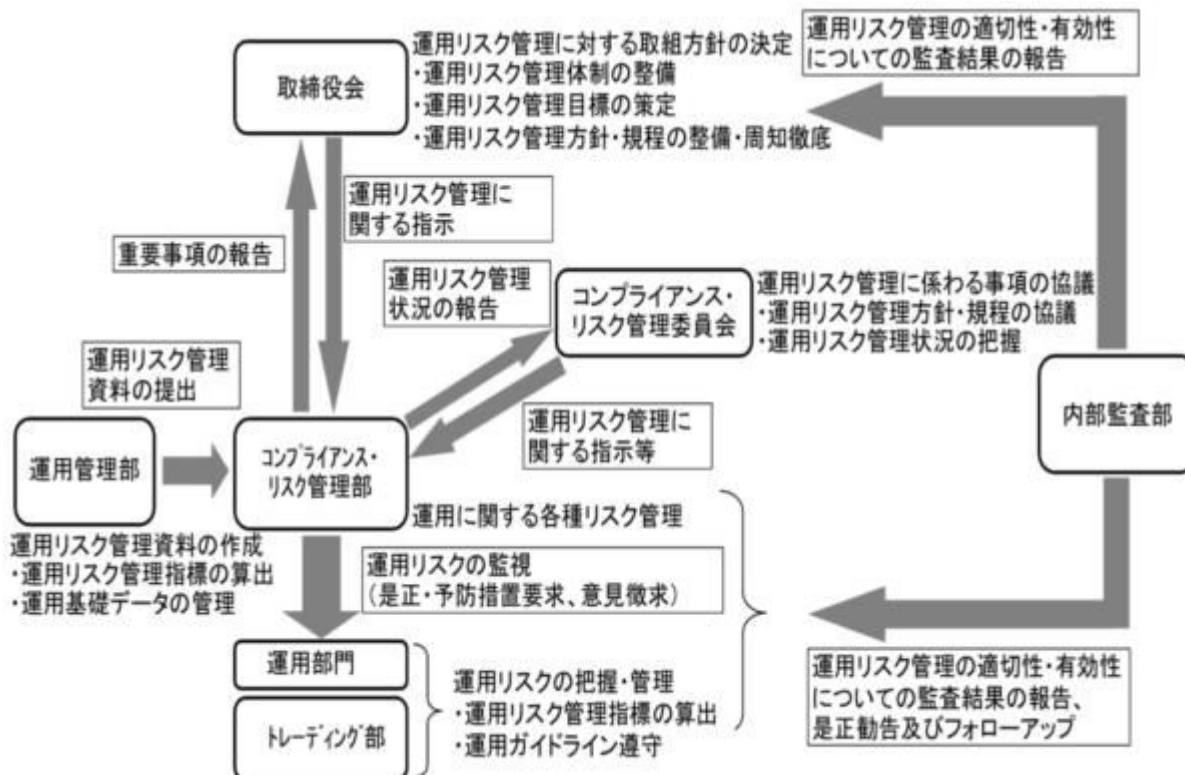 取締役会
運用リスク管理に対する取組方針の決定
・運用リスク管理体制の整備
・運用リスク管理目標の策定
・運用リスク管理方針・規程の整備・周知徹底
運用リスク管理の適切性・有効性
についての監査結果の報告
運用リスク管理に
関する指示
重要事項の報告
運用リスク管理
状況の報告
コンプライアンス・
リスク管理委員会
運用リスク管理に係わる事項の協議
・運用リスク管理方針・規程の協議
・運用リスク管理状況の把握
運用リスク管理
資料の提出
運用リスク管理に
関する指示等
内部監査部
運用管理部
コンプライアンス・
リスク管理部
運用に関する各種リスク管理
運用リスク管理資料の作成
・運用リスク管理指標の算出
・運用基礎データの管理
運用リスクの監視
（是正・予防措置要求、意見徴求）
運用部門
トレーディング部
運用リスクの把握・管理
・運用リスク管理指標の算出
・運用ガイドライン遵守
運用リスク管理の適切性・有効性
についての監査結果の報告、
是正勧告及びフォローアップ